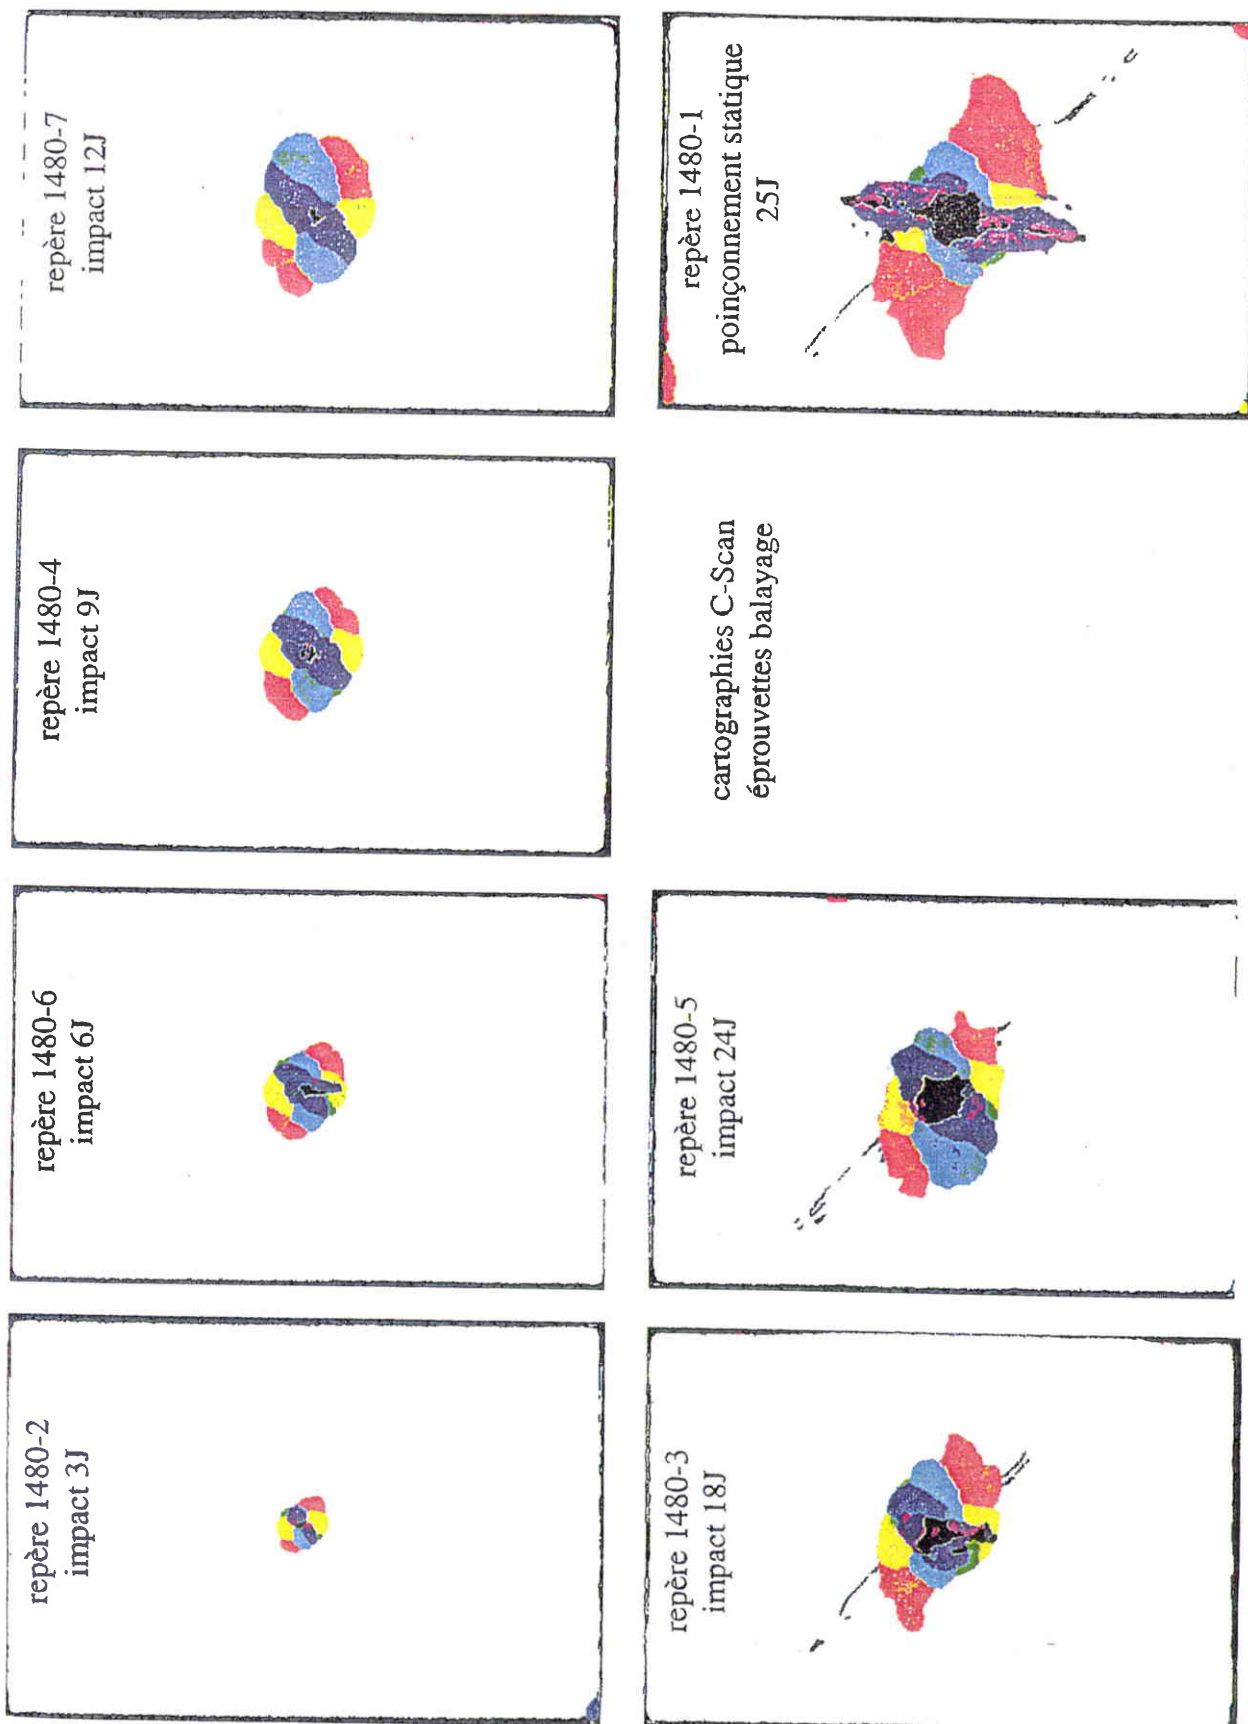 repère 1480-2
impact 3J
repère 1480-6
impact 6J
repère 1480-4
impact 9J
repère 1480-7
impact 12J
repère 1480-3
impact 18J
repère 1480-5
impact 24J
cartographies C-Scan
éprouvettes balayage
repère 1480-1
poinçonnement statique
25J